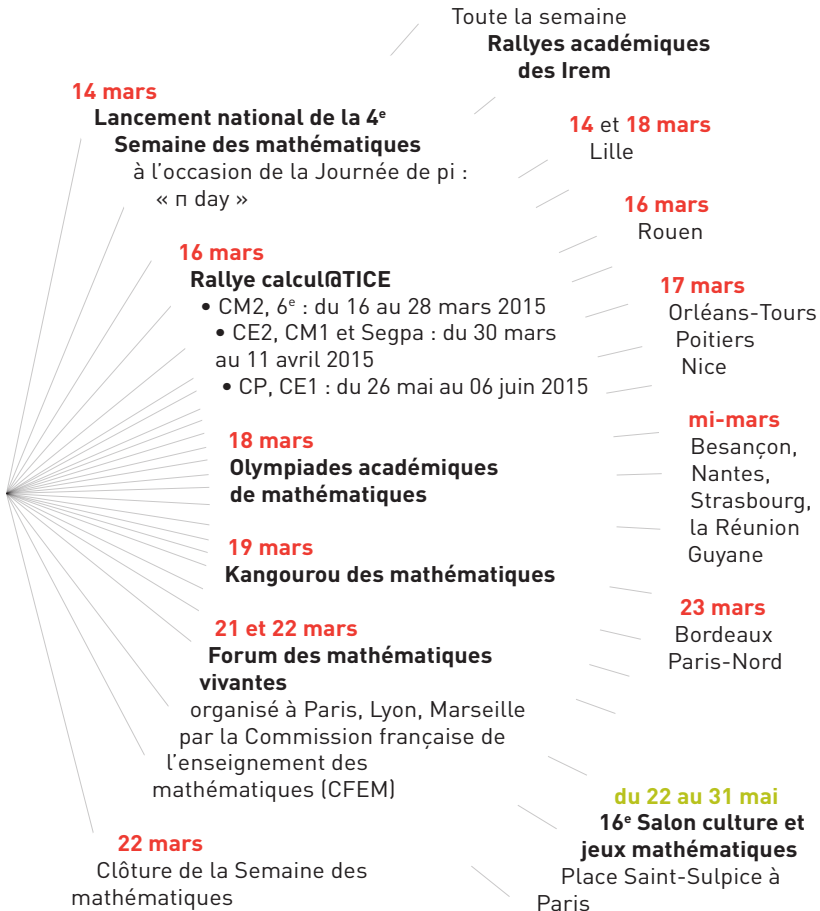 14 mars
Lancement national de la 4e
Semaine des mathématiques
à l'occasion de la Journée de pi :
« π day »
16 mars
Rallye calcul@TICE
• CM2, 6e : du 16 au 28 mars 2015
• CE2, CM1 et Segpa : du 30 mars
au 11 avril 2015
• CP, CE1 : du 26 mai au 06 juin 2015
18 mars
Olympiades académiques
de mathématiques
19 mars
Kangourou des mathématiques
21 et 22 mars
Forum des mathématiques
vivantes
organisé à Paris, Lyon, Marseille
par la Commission française de
l'enseignement des
mathématiques (CFEM)
22 mars
Clôture de la Semaine des
mathématiques
Toute la semaine
Rallyes académiques
des Irem
14 et 18 mars
Lille
16 mars
Rouen
17 mars
Orléans-Tours
Poitiers
Nice
mi-mars
Besançon,
Nantes,
Strasbourg,
la Réunion
Guyane
23 mars
Bordeaux
Paris-Nord
du 22 au 31 mai
16e Salon culture et
jeux mathématiques
Place Saint-Sulpice à
Paris